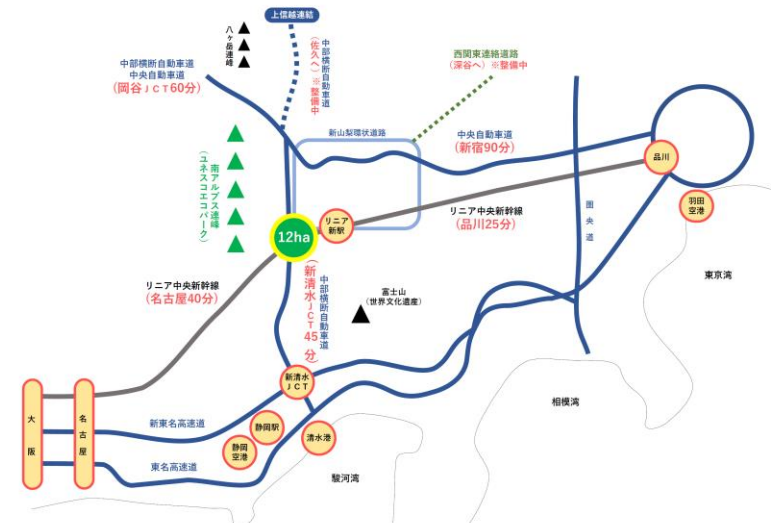 上信越連結
八ヶ岳連峰
中部横断自動車道
(佐久へ)※整備中
西関東連絡道路
(深谷へ)※整備中
中部横断自動車道
中央自動車道
(岡谷JCT60分)
新山梨環状道路
中央自動車道
(新宿90分)
品川
南アルプス連峰
(ユネスコエコパーク)
羽田
空港
リニア
新駅
12ha
リニア中央新幹線
(品川25分)
圏央道
東京湾
リニア中央新幹線
(名古屋40分)
中部横断自動車道
(新清水JCT45分)
富士山
(世界文化遺産)
新清水
JCT
相模湾
大阪
名古屋
新東名高速道
静岡駅
清水港
静岡
空港
東名高速道
駿河湾